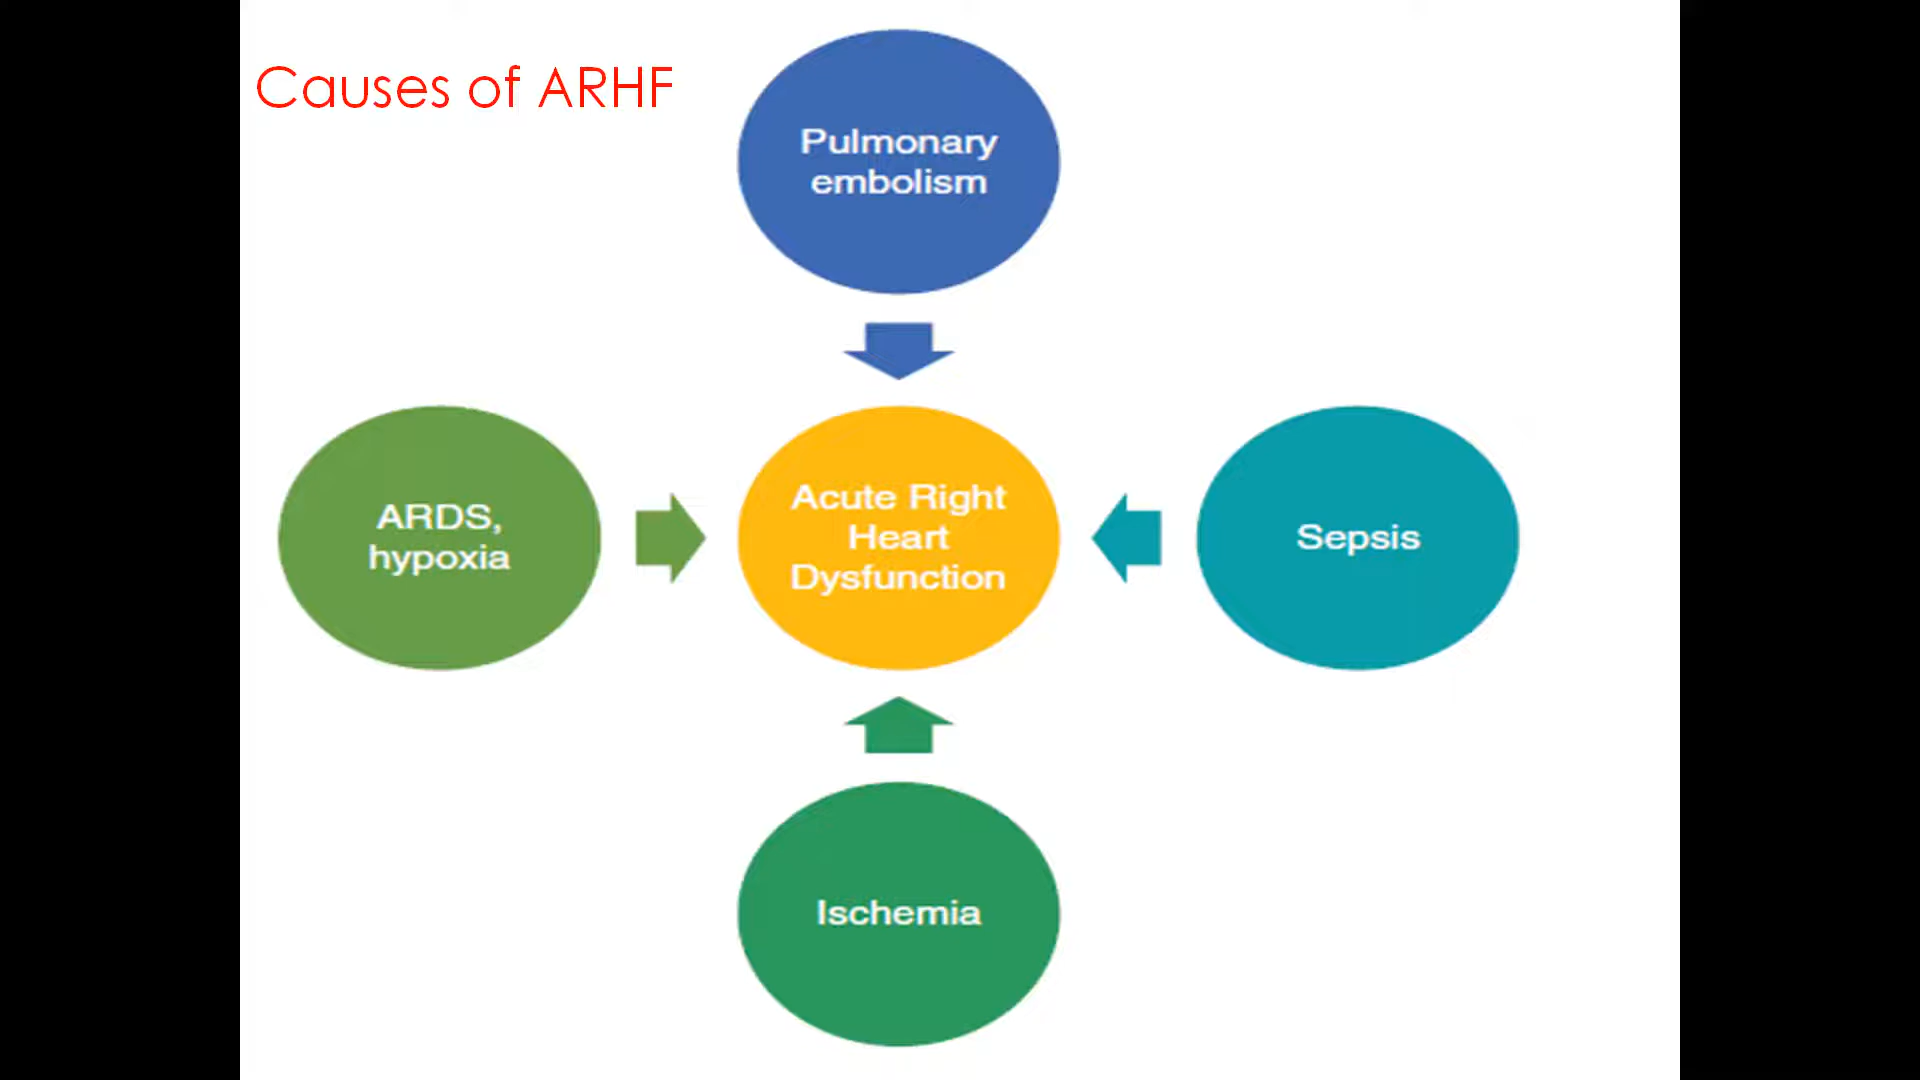 Causes of ARHF
Pulmonary
embolism
ARDS,
hypoxia
Acute Right
Heart
Dysfunction
Sepsis
Ischemia